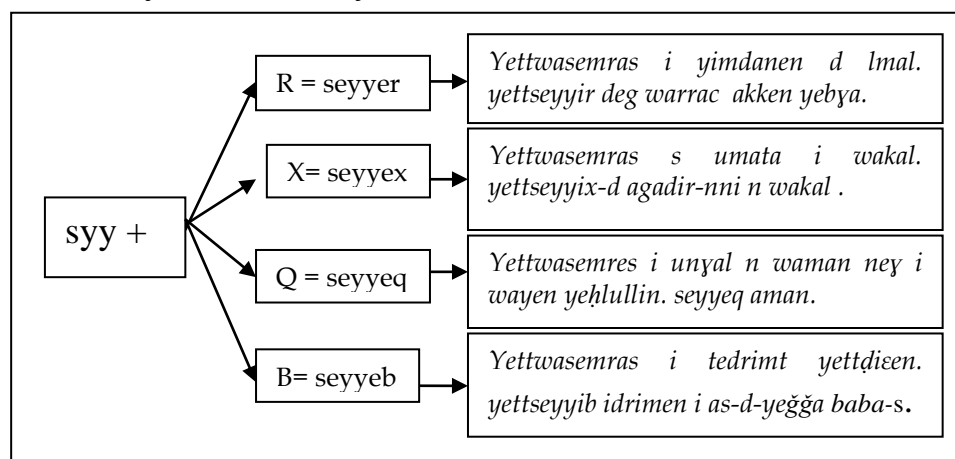 syy +
R = seyyer
Yettwasemras i yimdanen d lmal.
yettseyyir deg warrac akken yebɣa.
X= seyyex
Yettwasemras s umata i wakal.
yettseyyix-d agadir-nni n wakal .
Q = seyyeq
Yettwasemres i unɣal n waman neɣ i
wayen yeḥlullin. seyyeq aman.
B= seyyeb
Yettwasemras i tedrimt yettḍiɛen.
yettseyyib idrimen i as-d-yeǧǧa baba-s.